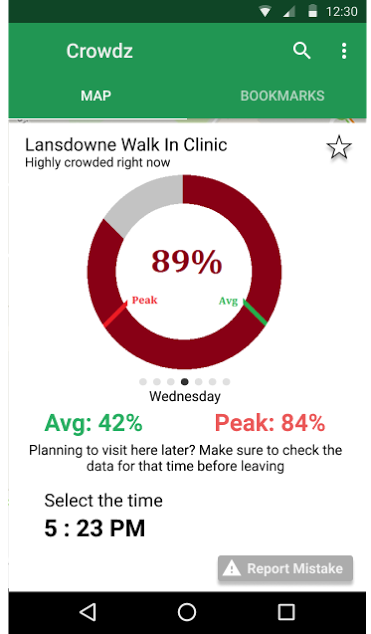 12:30
Crowdz
MAP
BOOKMARKS
Lansdowne Walk In Clinic
Highly crowded right now
89%
Peak
Avg
Wednesday
Avg: 42%
Peak: 84%
Planning to visit here later? Make sure to check the
data for that time before leaving
Select the time
5 : 23 PM
Report Mistake